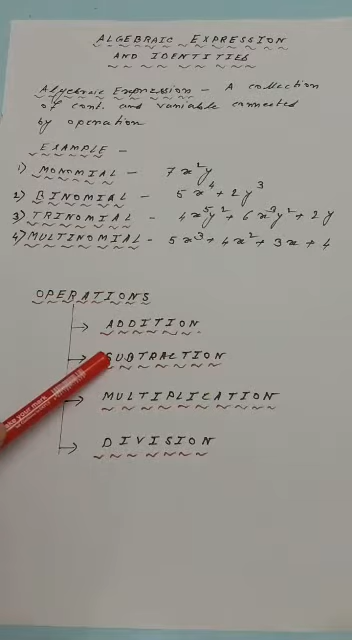 ALGEBRAIC EXPRESSION
AND IDENTITIES
Algebraic Expression - A collection
of cont. and variable connected
by operation
EXAMPLE -
1) MONOMIAL - 7x²y
2) BINOMIAL - 5x⁴ + 2y³
3) TRINOMIAL - 4x⁵y² + 6x³y² + 2y
4) MULTINOMIAL - 5x³ + 4x² + 3x + 4
OPERATIONS
→ ADDITION
→ SUBTRACTION
→ MULTIPLICATION
→ DIVISION